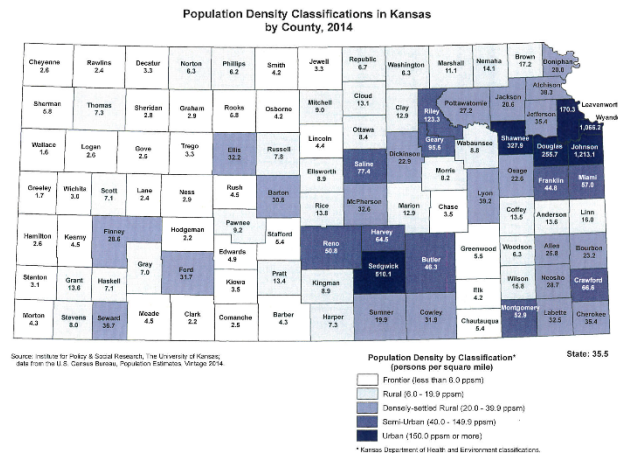 Population Density Classifications in Kansas
by County, 2014
Cheyenne
2.6
Rawlins
2.4
Decatur
3.3
Norton
6.3
Phillips
6.2
Smith
4.2
Jewell
3.3
Republic
6.7
Washington
6.3
Marshall
11.1
Nemaha
14.1
Brown
17.2
Doniphan
Sherman
5.8
Thomas
7.3
Sheridan
2.8
Graham
2.9
Rooks
5.8
Osborne
4.2
Mitchell
9.0
Cloud
13.1
Clay
12.9
Riley
123.3
Pottawatomie
27.2
Jackson
20.6
Atchison
Jefferson
35.4
170.3
Leavenworth
Wyand
1,066.2
Wallace
1.6
Logan
2.6
Gove
2.5
Trego
3.3
Ellis
32.2
Russell
7.8
Lincoln
4.4
Ottawa
8.4
Saline
77.4
Dickinson
22.9
Geary
95.6
Wabaunsee
8.8
Shawnee
327.9
Douglas
255.7
Johnson
1,213.1
Greeley
1.7
Wichita
3.0
Scott
7.1
Lane
2.4
Ness
2.9
Rush
4.5
Barton
30.5
Ellsworth
8.9
Rice
13.8
McPherson
32.6
Marion
12.9
Morris
8.2
Chase
3.5
Lyon
39.2
Osage
22.6
Franklin
44.8
Miami
57.0
Hamilton
2.6
Kearny
4.5
Finney
28.6
Hodgeman
2.2
Pawnee
9.2
Stafford
5.4
Reno
50.8
Harvey
64.5
Butler
46.3
Greenwood
5.5
Coffey
13.5
Anderson
13.6
Linn
16.0
Gray
7.0
Ford
31.7
Edwards
4.9
Pratt
13.4
Kingman
8.9
Sedgwick
510.1
Woodson
6.3
Allen
25.8
Bourbon
23.2
Stanton
3.1
Grant
13.6
Haskell
7.1
Kiowa
3.5
Elk
4.2
Wilson
15.8
Neosho
28.7
Crawford
66.6
Morton
4.3
Stevens
8.0
Seward
36.7
Meade
4.5
Clark
2.2
Comanche
2.5
Barber
4.3
Harper
7.3
Sumner
19.9
Cowley
31.9
Chautauqua
5.4
Montgomery
52.9
Labette
32.5
Cherokee
35.4
Source: Institute for Policy & Social Research, The University of Kansas;
data from the U.S. Census Bureau, Population Estimates, Vintage 2014.
State: 35.5
Population Density by Classification*
(persons per square mile)
Frontier (less than 6.0 ppsm)
Rural (6.0 - 19.9 ppsm)
Densely-settled Rural (20.0 - 39.9 ppsm)
Semi-Urban (40.0 - 149.9 ppsm)
Urban (150.0 ppsm or more)
* Kansas Department of Health and Environment classifications.